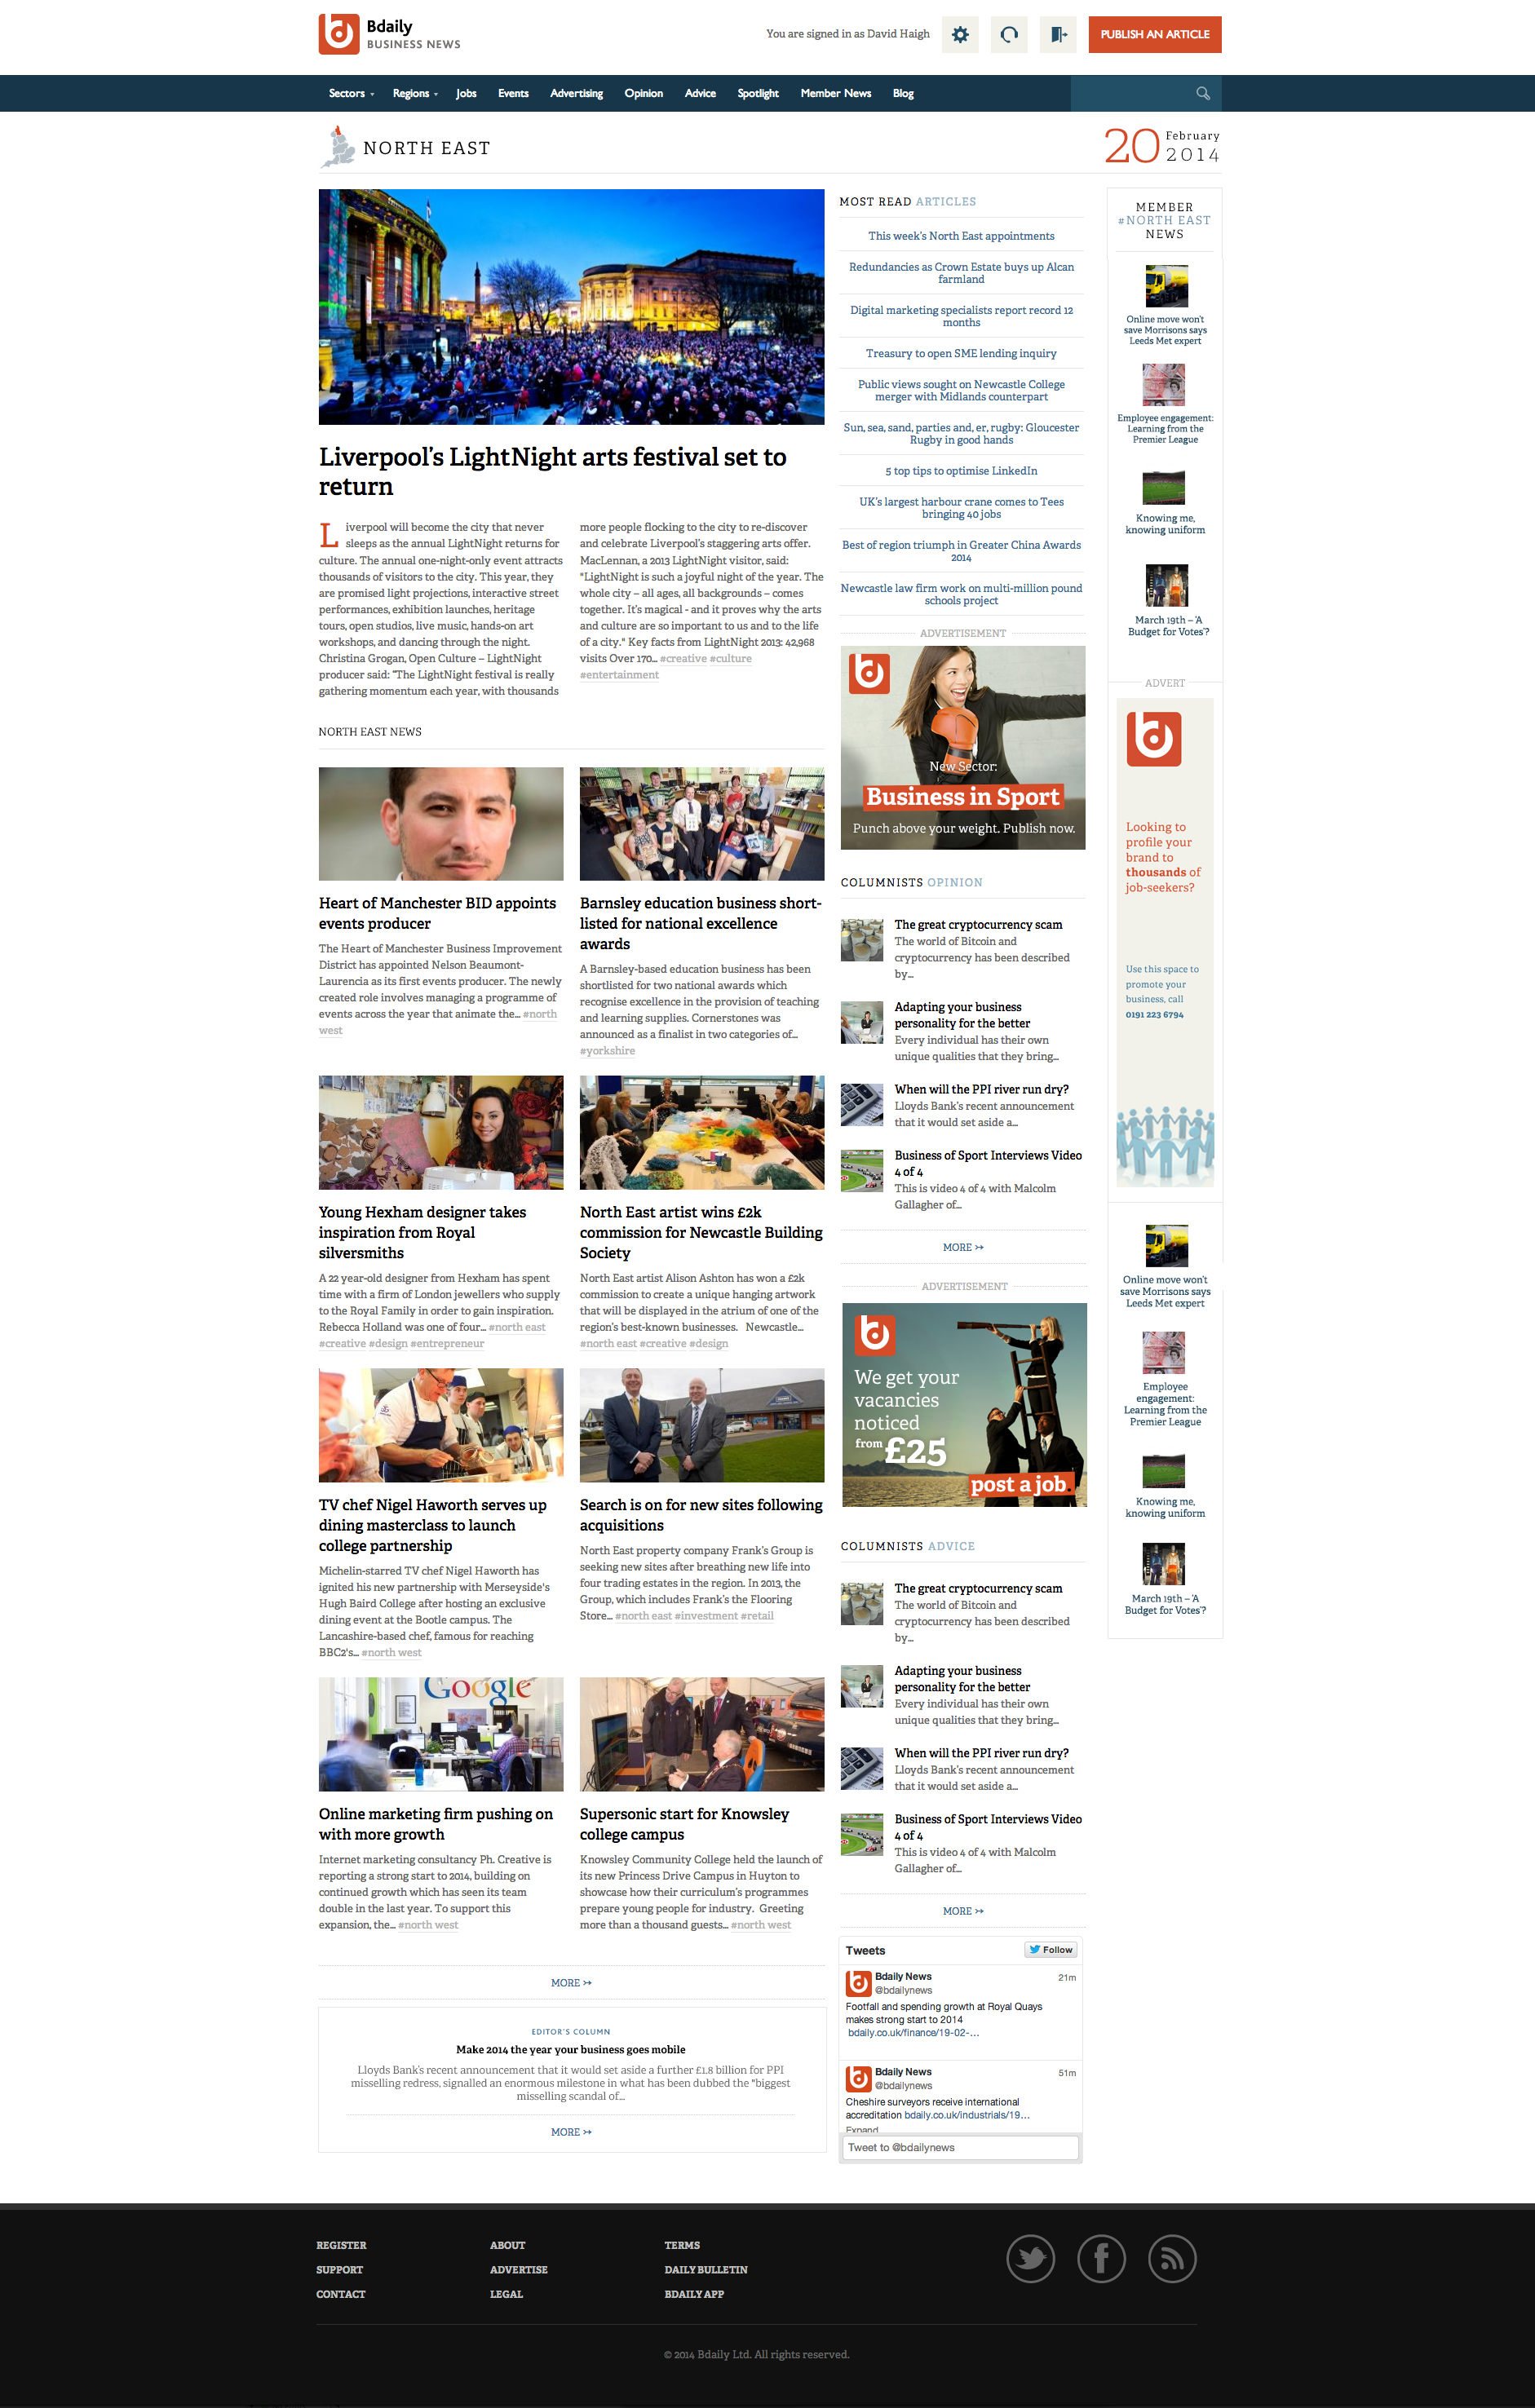 Bdaily
BUSINESS NEWS
You are signed in as David Haigh
PUBLISH AN ARTICLE
Sectors
Regions
Jobs
Events
Advertising
Opinion
Advice
Spotlight
Member News
Blog
NORTH EAST
20 February
2014
Liverpool's LightNight arts festival set to
return
Liverpool will become the city that never
sleeps as the annual LightNight returns for
culture. The annual one-night-only event attracts
thousands of visitors to the city. This year, they
are promised light projections, interactive street
performances, exhibition launches, heritage
tours, open studios, live music, hands-on art
workshops, and dancing through the night.
Christina Grogan, Open Culture – LightNight
producer said: "The LightNight festival is really
gathering momentum each year, with thousands
more people flocking to the city to re-discover
and celebrate Liverpool's staggering arts offer.
MacLennan, a 2013 LightNight visitor, said:
"LightNight is such a joyful night of the year. The
whole city – all ages, all backgrounds – comes
together. It's magical - and it proves why the arts
and culture are so important to us and to the life
of a city." Key facts from LightNight 2013: 42,968
visits Over 170... #creative #culture
#entertainment
NORTH EAST NEWS
Heart of Manchester BID appoints
events producer
The Heart of Manchester Business Improvement
District has appointed Nelson Beaumont-
Laurencia as its first events producer. The newly
created role involves managing a programme of
events across the year that animate the... #north
west
Barnsley education business short-
listed for national excellence
awards
A Barnsley-based education business has been
shortlisted for two national awards which
recognise excellence in the provision of teaching
and learning supplies. Cornerstones was
announced as a finalist in two categories of...
#yorkshire
Young Hexham designer takes
inspiration from Royal
silversmiths
A 22 year-old designer from Hexham has spent
time with a firm of London jewellers who supply
to the Royal Family in order to gain inspiration.
Rebecca Holland was one of four... #north east
#creative #design #entrepreneur
North East artist wins £2k
commission for Newcastle Building
Society
North East artist Alison Ashton has won a £2k
commission to create a unique hanging artwork
that will be displayed in the atrium of one of the
region's best-known businesses. Newcastle...
#north east #creative #design
TV chef Nigel Haworth serves up
dining masterclass to launch
college partnership
Michelin-starred TV chef Nigel Haworth has
ignited his new partnership with Merseyside's
Hugh Baird College after hosting an exclusive
dining event at the Bootle campus. The
Lancashire-based chef, famous for reaching
BBC2's... #north west
Search is on for new sites following
acquisitions
North East property company Frank's Group is
seeking new sites after breathing new life into
four trading estates in the region. In 2013, the
Group, which includes Frank's the Flooring
Store... #north east #investment #retail
Google
Online marketing firm pushing on
with more growth
Internet marketing consultancy Ph. Creative is
reporting a strong start to 2014, building on
continued growth which has seen its team
double in the last year. To support this
expansion, the... #north west
Supersonic start for Knowsley
college campus
Knowsley Community College held the launch of
its new Princess Drive Campus in Huyton to
showcase how their curriculum's programmes
prepare young people for industry. Greeting
more than a thousand guests... #north west
MORE
EDITOR'S COLUMN
Make 2014 the year your business goes mobile
Lloyds Bank's recent announcement that it would set aside a further £1.8 billion for PPI
misselling redress, signalled an enormous milestone in what has been dubbed the "biggest
misselling scandal of...
MORE
MOST READ ARTICLES
This week's North East appointments
Redundancies as Crown Estate buys up Alcan
farmland
Digital marketing specialists report record 12
months
Treasury to open SME lending inquiry
Public views sought on Newcastle College
merger with Midlands counterpart
Sun, sea, sand, parties and, er, rugby: Gloucester
Rugby in good hands
5 top tips to optimise LinkedIn
UK's largest harbour crane comes to Tees
bringing 40 jobs
Best of region triumph in Greater China Awards
2014
Newcastle law firm work on multi-million pound
schools project
ADVERTISEMENT
New Sector:
Business in Sport
Punch above your weight. Publish now.
COLUMNISTS OPINION
The great cryptocurrency scam
The world of Bitcoin and
cryptocurrency has been described
by...
Adapting your business
personality for the better
Every individual has their own
unique qualities that they bring...
When will the PPI river run dry?
Lloyds Bank's recent announcement
that it would set aside a...
Business of Sport Interviews Video
4 of 4
This is video 4 of 4 with Malcolm
Gallagher of...
MORE
ADVERTISEMENT
We get your
vacancies
noticed
from £25
post a job.
COLUMNISTS ADVICE
The great cryptocurrency scam
The world of Bitcoin and
cryptocurrency has been described
by...
Adapting your business
personality for the better
Every individual has their own
unique qualities that they bring...
When will the PPI river run dry?
Lloyds Bank's recent announcement
that it would set aside a...
Business of Sport Interviews Video
4 of 4
This is video 4 of 4 with Malcolm
Gallagher of...
MORE
Tweets
Follow
Bdaily News 21m
@bdailynews
Footfall and spending growth at Royal Quays
makes strong start to 2014
bdaily.co.uk/finance/19-02-...
Bdaily News 51m
@bdailynews
Cheshire surveyors receive international
accreditation bdaily.co.uk/industrials/19...
Expand
Tweet to @bdailynews
MEMBER
#NORTH EAST
NEWS
Online move won't
save Morrisons says
Leeds Met expert
Employee engagement:
Learning from the
Premier League
Knowing me,
knowing uniform
March 19th – 'A
Budget for Votes'?
ADVERT
Looking to
profile your
brand to
thousands of
job-seekers?
Use this space to
promote your
business, call
0191 223 6794
Online move won't
save Morrisons says
Leeds Met expert
Employee
engagement:
Learning from the
Premier League
Knowing me,
knowing uniform
March 19th – 'A
Budget for Votes'?
REGISTER
SUPPORT
CONTACT
ABOUT
ADVERTISE
LEGAL
TERMS
DAILY BULLETIN
BDAILY APP
© 2014 Bdaily Ltd. All rights reserved.